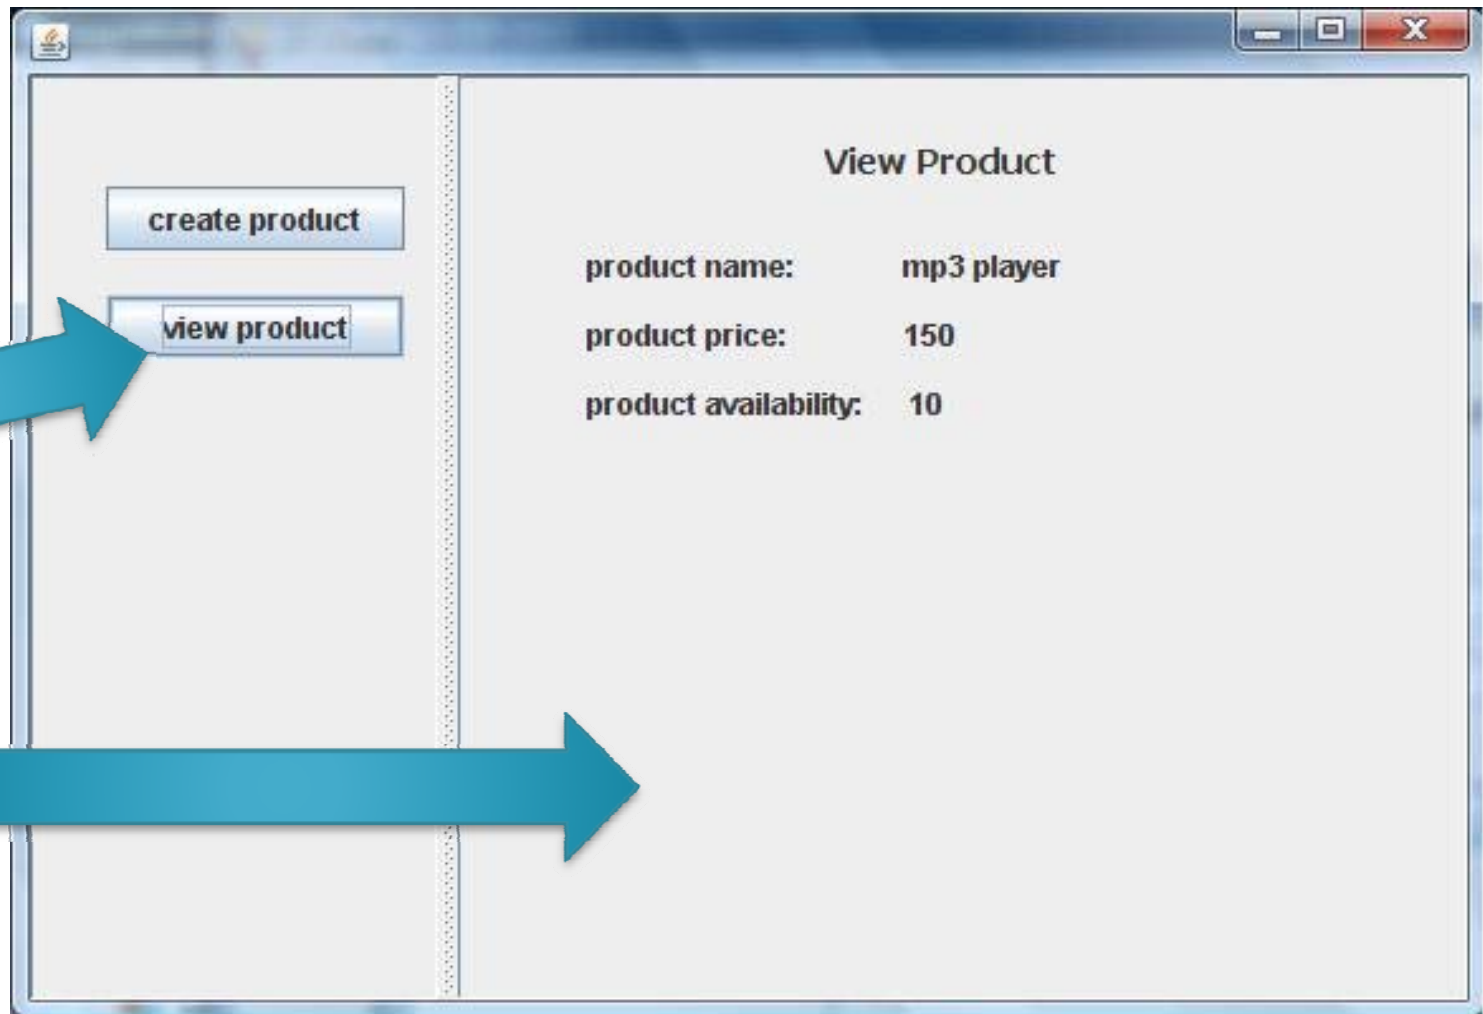 create product
view product
View Product
product name: mp3 player
product price: 150
product availability: 10